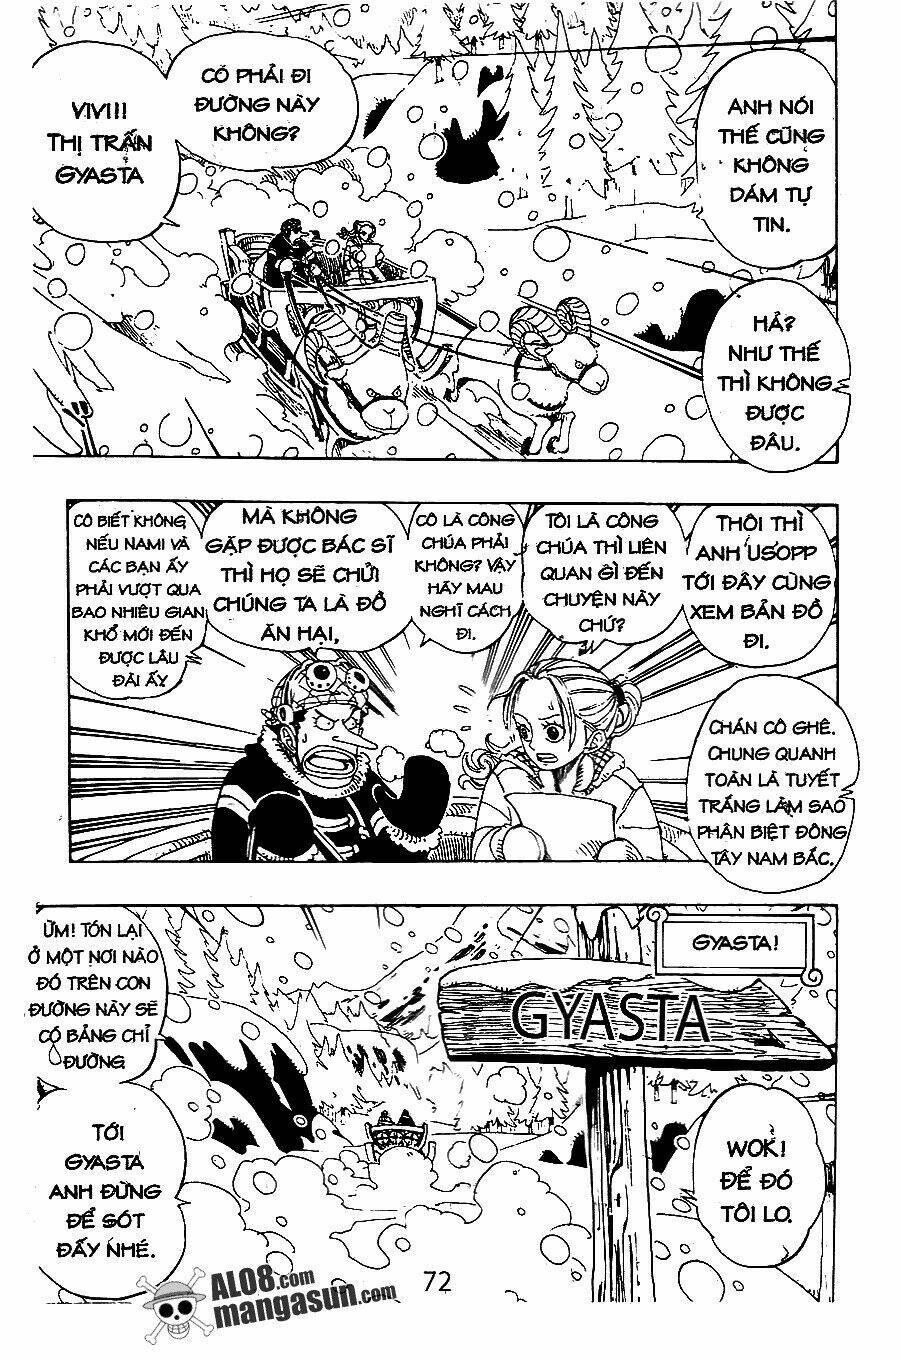 VIVI!!
THỊ TRẤN
GYASTA
CÓ PHẢI ĐI
ĐƯỜNG NÀY
KHÔNG?
ANH NÓI
THẾ CŨNG
KHÔNG
DÁM TỰ
TIN.
HẢ?
NHƯ THẾ
THÌ KHÔNG
ĐƯỢC
ĐÂU.
CÔ BIẾT KHÔNG,
NẾU NAMI VÀ
CÁC BẠN ẤY
PHẢI VƯỢT QUA
BAO NHIÊU GIAN
KHỔ MỚI ĐẾN
ĐƯỢC LÂU
ĐÀI ẤY
MÀ KHÔNG
GẶP ĐƯỢC BÁC SĨ
THÌ HỌ SẼ CHỬI
CHÚNG TA LÀ ĐỒ
ĂN HẠI,
CÔ LÀ CÔNG
CHÚA PHẢI
KHÔNG? VẬY
HÃY MAU
NGHĨ CÁCH
ĐI.
TÔI LÀ CÔNG
CHÚA THÌ LIÊN
QUAN GÌ ĐẾN
CHUYỆN NÀY
CHỨ?
THÔI THÌ
ANH USOPP
TỚI ĐÂY CÙNG
XEM BẢN ĐỒ
ĐI.
CHÁN CÔ GHÊ.
CHUNG QUANH
TOÀN LÀ TUYẾT
TRẮNG LÀM SAO
PHÂN BIỆT ĐÔNG
TÂY NAM BẮC.
ỪM! TÓN LẠI
Ở MỘT NƠI NÀO
ĐÓ TRÊN CON
ĐƯỜNG NÀY SẼ
CÓ BẢNG CHỈ
ĐƯỜNG
GYASTA!
GYASTA
TỚI
GYASTA
ANH ĐỪNG
ĐỂ SÓT
ĐẤY NHÉ.
WOK!
ĐỂ ĐÓ
TÔI LO.
72
ALO8.com
mangasun.com